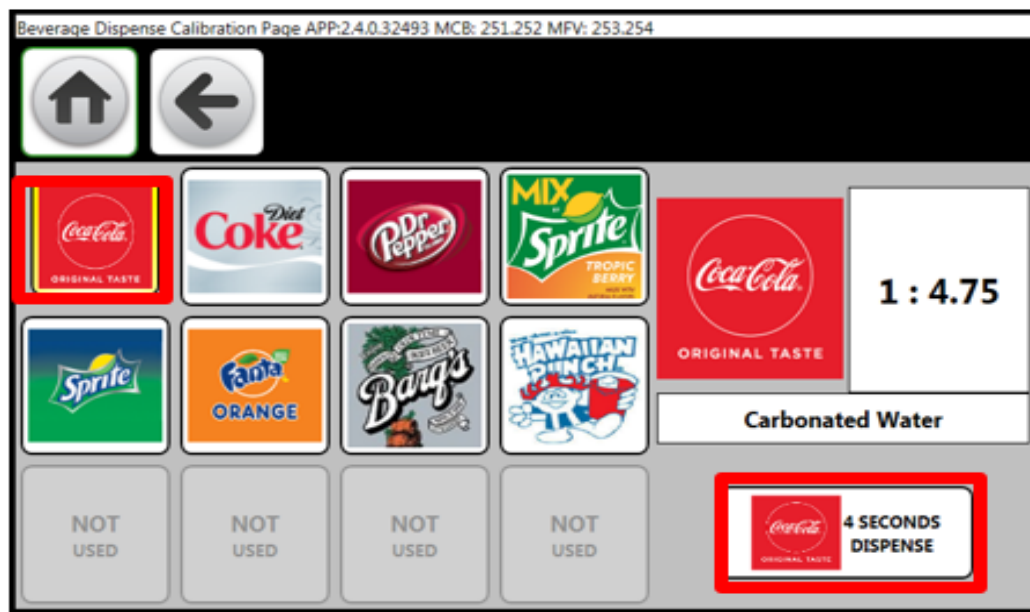 Beverage Dispense Calibration Page APP:2.4.0.32493 MCB: 251.252 MFV: 253.254
Coca-Cola
ORIGINAL TASTE
Diet
Coke
Dr
Pepper
MIX
BY
Sprite
TROPIC
BERRY
Coca-Cola
ORIGINAL TASTE
1 : 4.75
Sprite
Fanta
ORANGE
Barq's
HAWAIIAN
PUNCH
Carbonated Water
NOT
USED
NOT
USED
NOT
USED
NOT
USED
Coca-Cola
ORIGINAL TASTE
4 SECONDS
DISPENSE